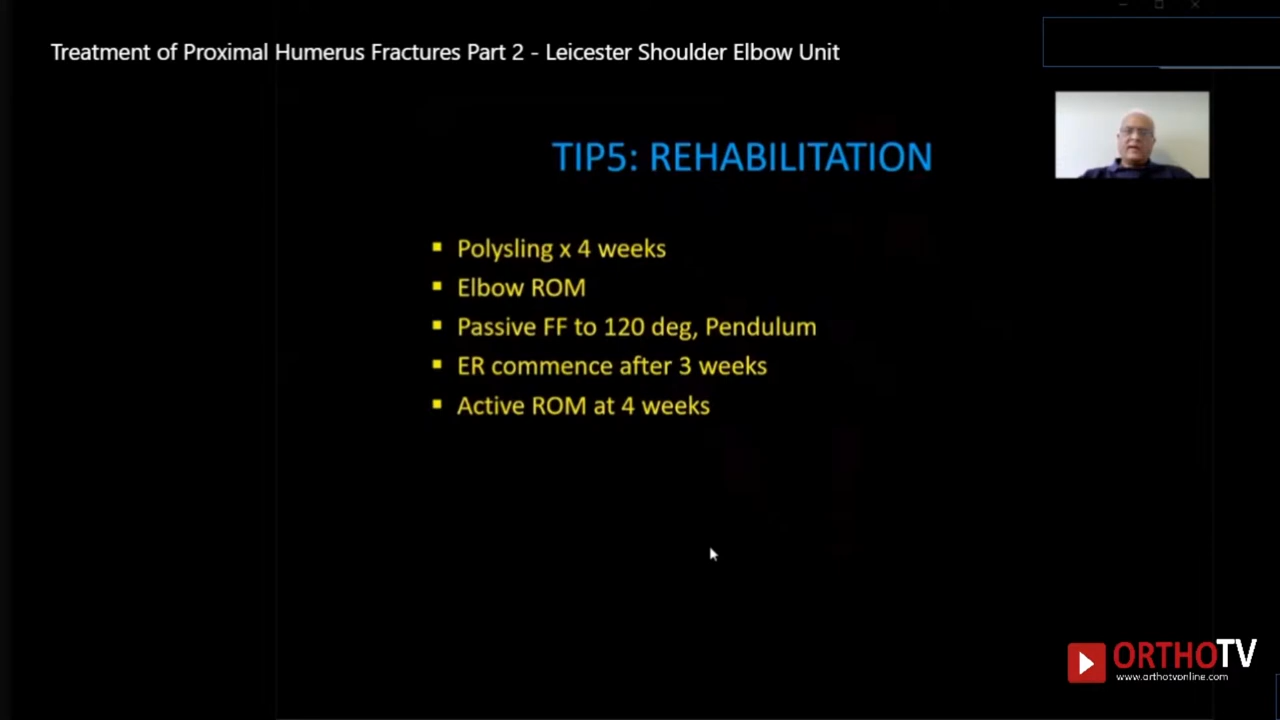 Treatment of Proximal Humerus Fractures Part 2 - Leicester Shoulder Elbow Unit
TIP5: REHABILITATION
▪ Polysling x 4 weeks
▪ Elbow ROM
▪ Passive FF to 120 deg, Pendulum
▪ ER commence after 3 weeks
▪ Active ROM at 4 weeks
ORTHOTV
www.orthotvonline.com